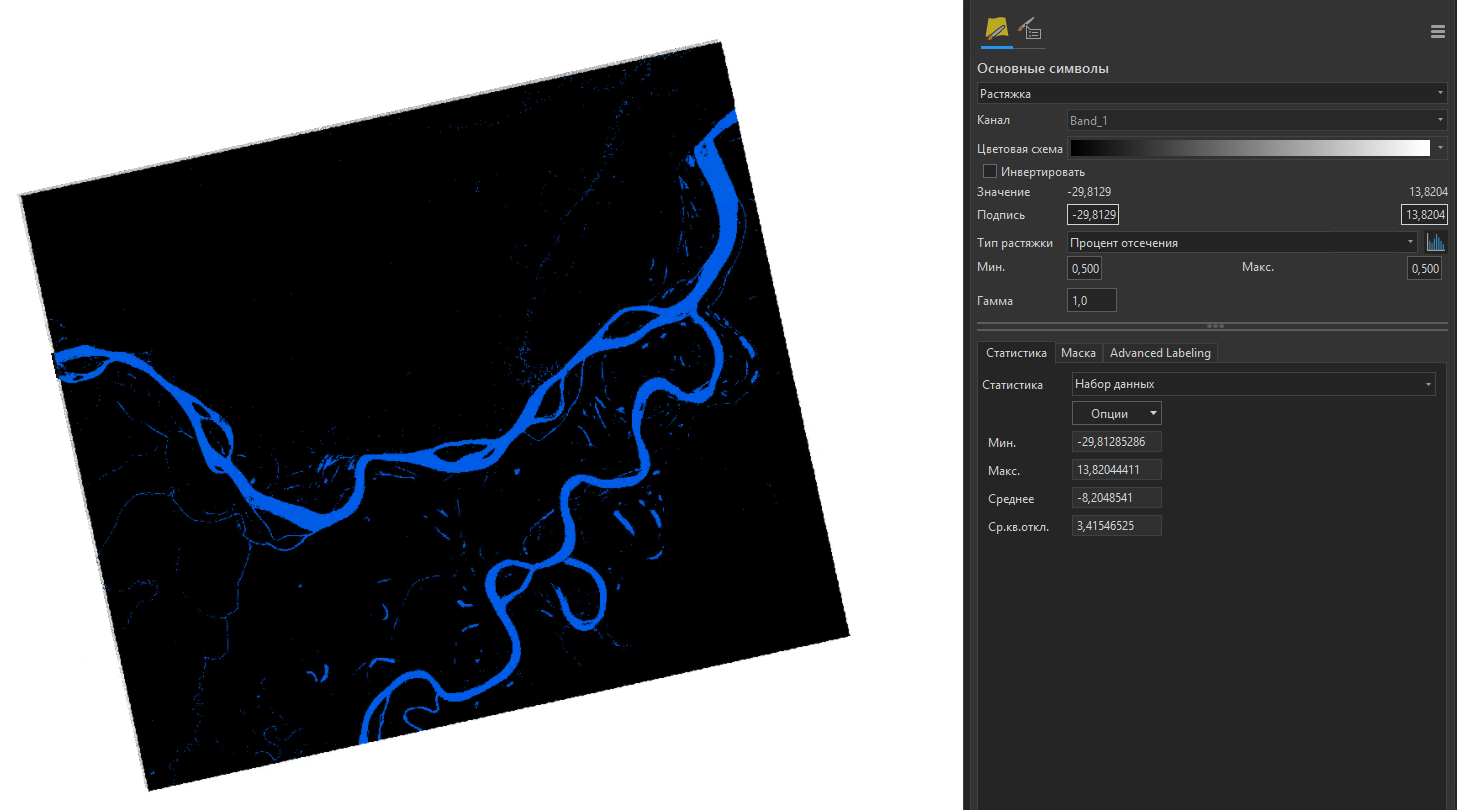 Основные символы
Растяжка
Канал Band_1
Цветовая схема
Инвертировать
Значение -29,8129 13,8204
Подпись -29,8129 13,8204
Тип растяжки Процент отсечения
Мин. 0,500 Макс. 0,500
Гамма 1,0
Статистика Маска Advanced Labeling
Статистика Набор данных
Опции
Мин. -29,81285286
Макс. 13,82044411
Среднее -8,2048541
Ср.кв.откл. 3,41546525